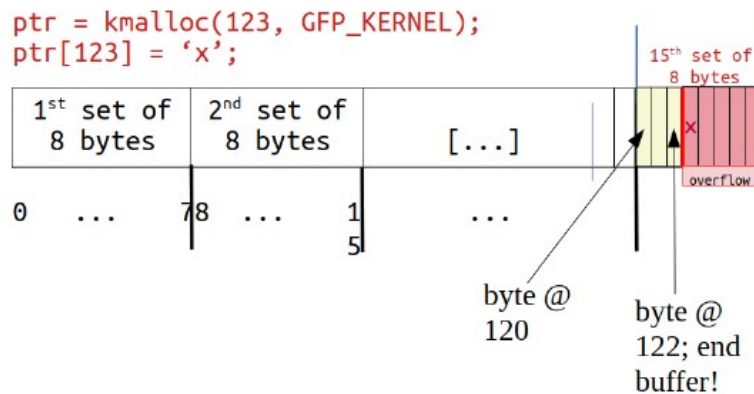 ptr = kmalloc(123, GFP_KERNEL);
ptr[123] = ‘x’;
15th set of
8 bytes
1st set of
8 bytes
2nd set of
8 bytes
[...]
x
overflow
0 ... 78 ... 1
5
...
byte @
120
byte @
122; end
buffer!